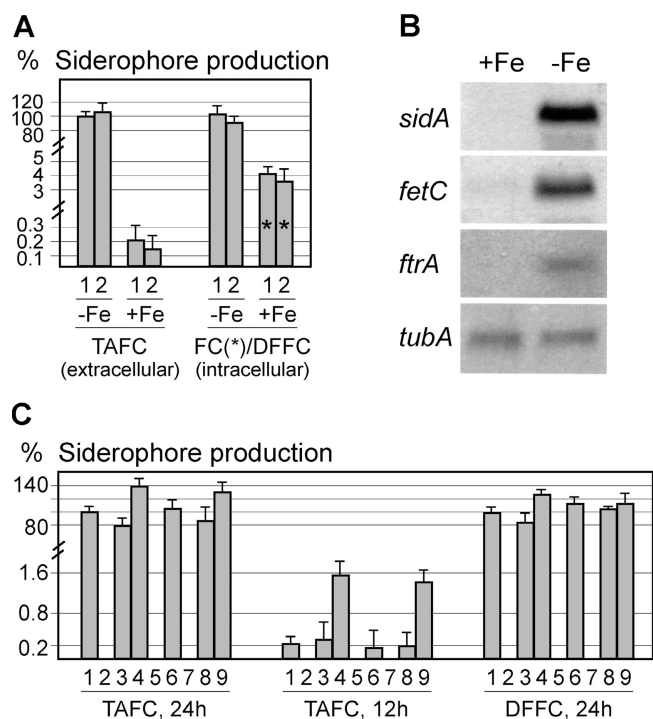 A
Siderophore production
%
120
100
80
5
4
3
0.3
0.2
0.1
* *
1 2 1 2 1 2 1 2
-Fe +Fe -Fe +Fe
TAFC FC(*)/DFFC
(extracellular) (intracellular)
B
+Fe -Fe
sidA
fetC
ftrA
tubA
C
% Siderophore production
140
80
1.6
0.8
0.2
1 2 3 4 5 6 7 8 9 1 2 3 4 5 6 7 8 9 1 2 3 4 5 6 7 8 9
TAFC, 24h TAFC, 12h DFFC, 24h